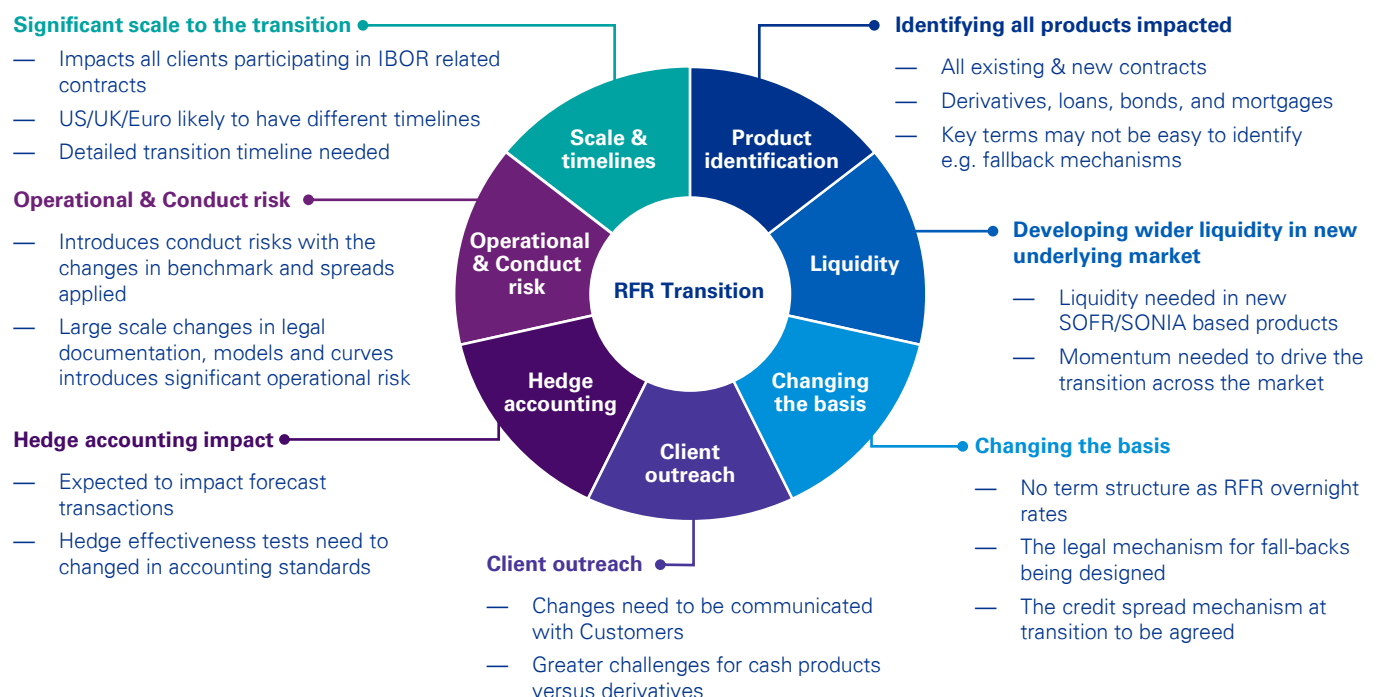 Significant scale to the transition
— Impacts all clients participating in IBOR related
contracts
— US/UK/Euro likely to have different timelines
— Detailed transition timeline needed
Operational & Conduct risk
— Introduces conduct risks with the
changes in benchmark and spreads
applied
— Large scale changes in legal
documentation, models and curves
introduces significant operational risk
Hedge accounting impact
— Expected to impact forecast
transactions
— Hedge effectiveness tests need to
changed in accounting standards
Scale &
timelines
Product
identification
Operational
& Conduct
risk
RFR Transition
Liquidity
Hedge
accounting
Changing
the basis
Client
outreach
Client outreach
— Changes need to be communicated
with Customers
— Greater challenges for cash products
versus derivatives
Identifying all products impacted
— All existing & new contracts
— Derivatives, loans, bonds, and mortgages
— Key terms may not be easy to identify
e.g. fallback mechanisms
Developing wider liquidity in new
underlying market
— Liquidity needed in new
SOFR/SONIA based products
— Momentum needed to drive the
transition across the market
Changing the basis
— No term structure as RFR overnight
rates
— The legal mechanism for fall-backs
being designed
— The credit spread mechanism at
transition to be agreed